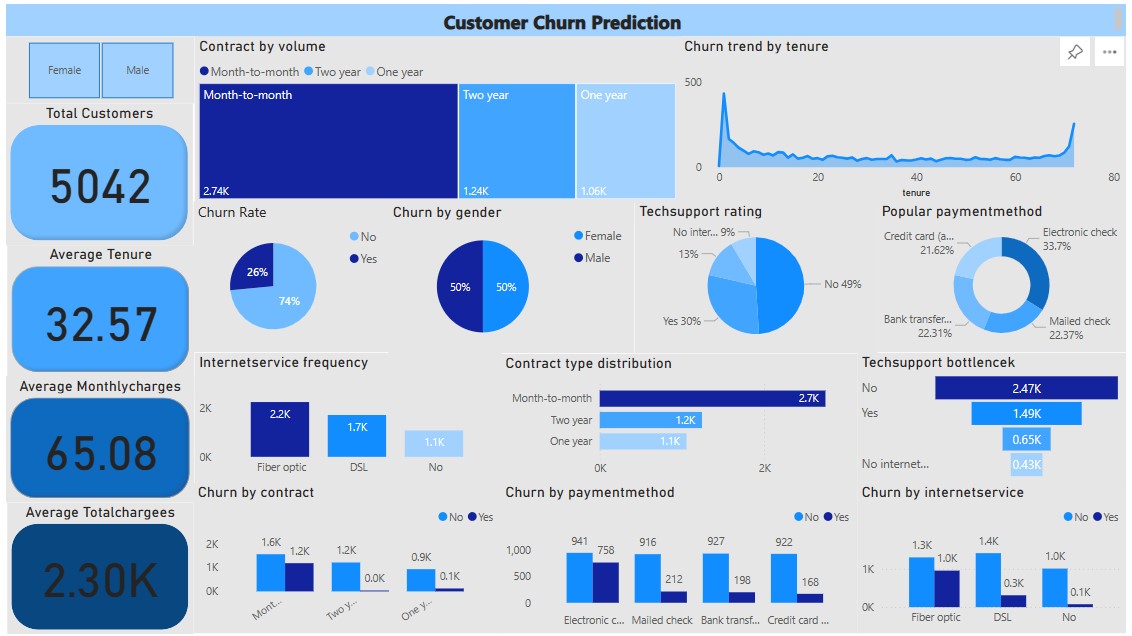 Customer Churn Prediction
Female
Male
Total Customers
5042
Average Tenure
32.57
Average Monthlycharges
65.08
Average Totalchargees
2.30K
Contract by volume
Month-to-month
Two year
One year
Month-to-month
Two year
One year
2.74K
1.24K
1.06K
Churn trend by tenure
500
0
0
20
40
60
80
tenure
Churn Rate
No
Yes
26%
74%
Churn by gender
Female
Male
50%
50%
Techsupport rating
No inter... 9%
13%
No 49%
Yes 30%
Popular paymentmethod
Credit card (a...
21.62%
Electronic check
33.7%
Bank transfer...
22.31%
Mailed check
22.37%
Internetservice frequency
2K
0K
2.2K
1.7K
1.1K
Fiber optic
DSL
No
Contract type distribution
Month-to-month
2.7K
Two year
1.2K
One year
1.1K
0K
2K
Techsupport bottlencek
No
2.47K
Yes
1.49K
0.65K
No internet...
0.43K
Churn by contract
No
Yes
2K
1K
0K
1.6K
1.2K
1.2K
0.0K
0.9K
0.1K
Mont...
Two y...
One y...
Churn by paymentmethod
No
Yes
1,000
500
0
941
758
916
212
927
198
922
168
Electronic c...
Mailed check
Bank transf...
Credit card ...
Churn by internetservice
No
Yes
1K
0K
1.3K
1.0K
1.4K
0.3K
1.0K
0.1K
Fiber optic
DSL
No